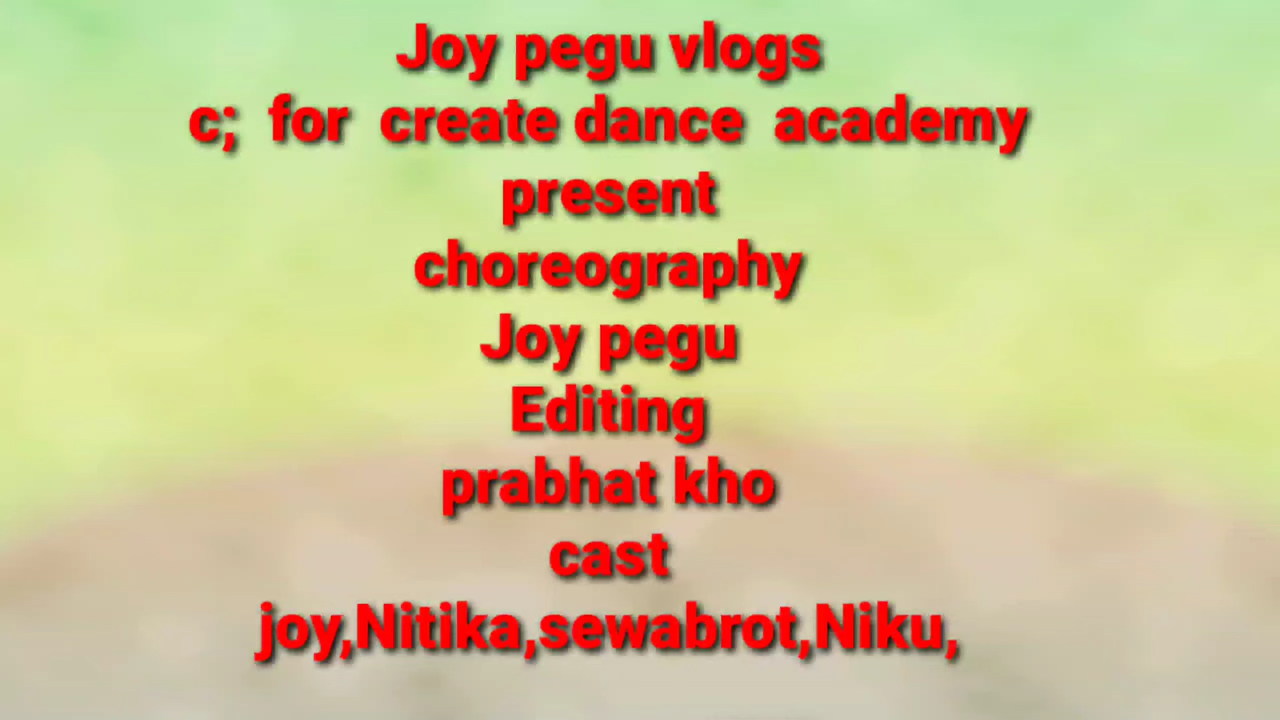 Joy pegu vlogs
c;  for  create dance  academy
present
choreography
Joy pegu
Editing
prabhat kho
cast
joy,Nitika,sewabrot,Niku,